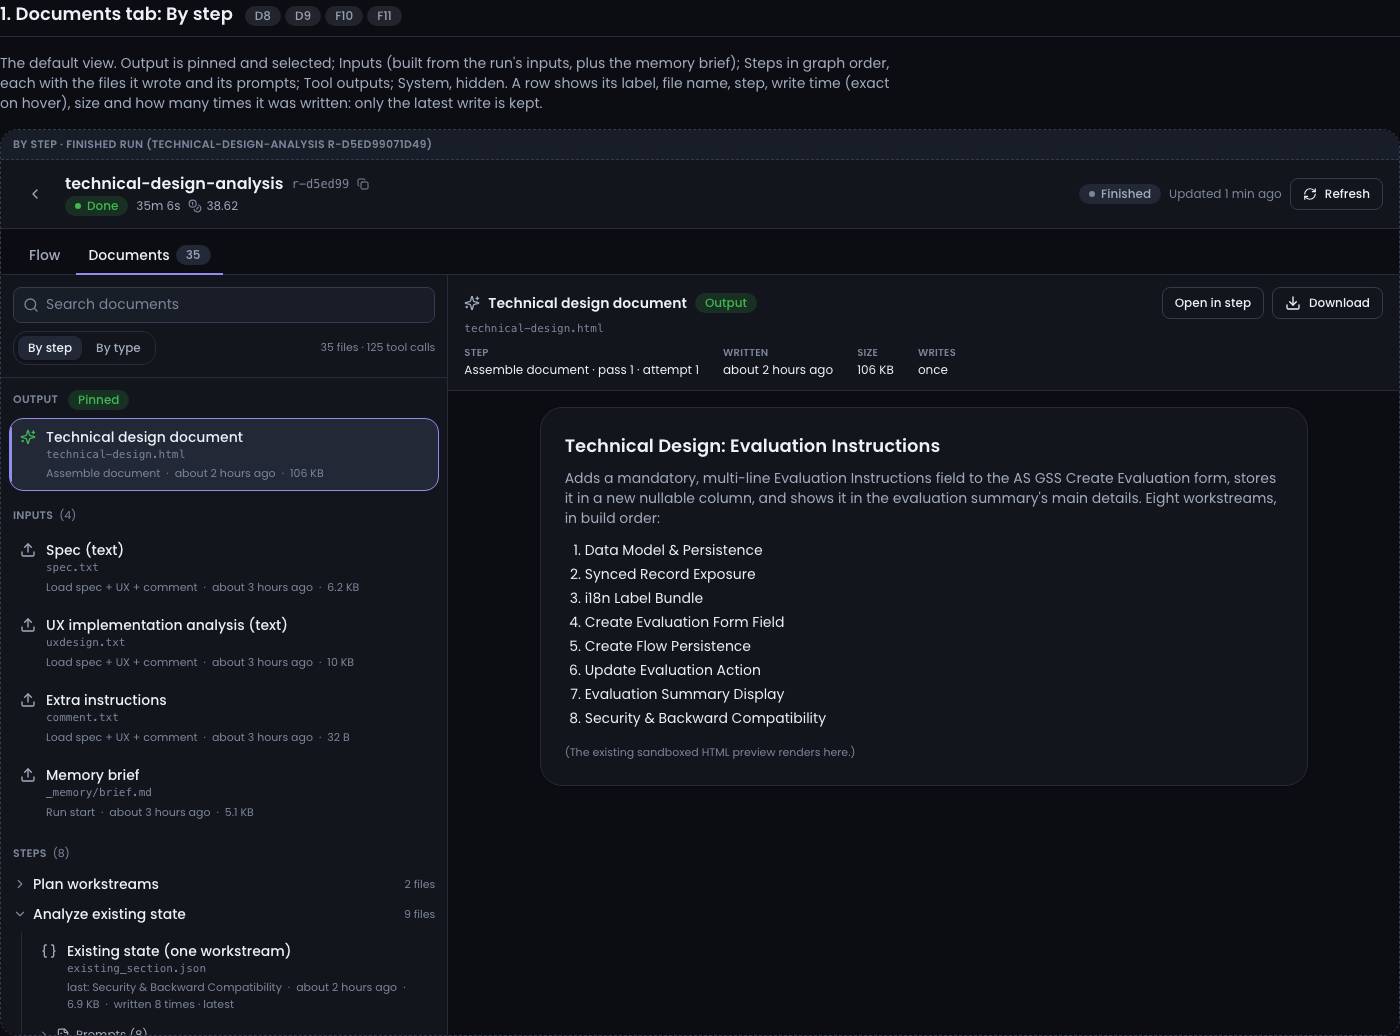 1. Documents tab: By step D8 D9 F10 F11
The default view. Output is pinned and selected; Inputs (built from the run's inputs, plus the memory brief); Steps in graph order,
each with the files it wrote and its prompts; Tool outputs; System, hidden. A row shows its label, file name, step, write time (exact
on hover), size and how many times it was written: only the latest write is kept.
BY STEP · FINISHED RUN (TECHNICAL-DESIGN-ANALYSIS R-D5ED99071D49)
technical-design-analysis r-d5ed99
Done 35m 6s 38.62
Finished Updated 1 min ago Refresh
Flow Documents 35
Search documents
By step By type 35 files · 125 tool calls
OUTPUT Pinned
Technical design document
technical-design.html
Assemble document · about 2 hours ago · 106 KB
INPUTS (4)
Spec (text)
spec.txt
Load spec + UX + comment · about 3 hours ago · 6.2 KB
UX implementation analysis (text)
uxdesign.txt
Load spec + UX + comment · about 3 hours ago · 10 KB
Extra instructions
comment.txt
Load spec + UX + comment · about 3 hours ago · 32 B
Memory brief
_memory/brief.md
Run start · about 3 hours ago · 5.1 KB
STEPS (8)
Plan workstreams 2 files
Analyze existing state 9 files
{} Existing state (one workstream)
existing_section.json
last: Security & Backward Compatibility · about 2 hours ago ·
6.9 KB · written 8 times · latest
Prompts (8)
Technical design document Output Open in step Download
technical-design.html
STEP WRITTEN SIZE WRITES
Assemble document · pass 1 · attempt 1 about 2 hours ago 106 KB once
Technical Design: Evaluation Instructions
Adds a mandatory, multi-line Evaluation Instructions field to the AS GSS Create Evaluation form, stores
it in a new nullable column, and shows it in the evaluation summary's main details. Eight workstreams,
in build order:
1. Data Model & Persistence
2. Synced Record Exposure
3. i18n Label Bundle
4. Create Evaluation Form Field
5. Create Flow Persistence
6. Update Evaluation Action
7. Evaluation Summary Display
8. Security & Backward Compatibility
(The existing sandboxed HTML preview renders here.)